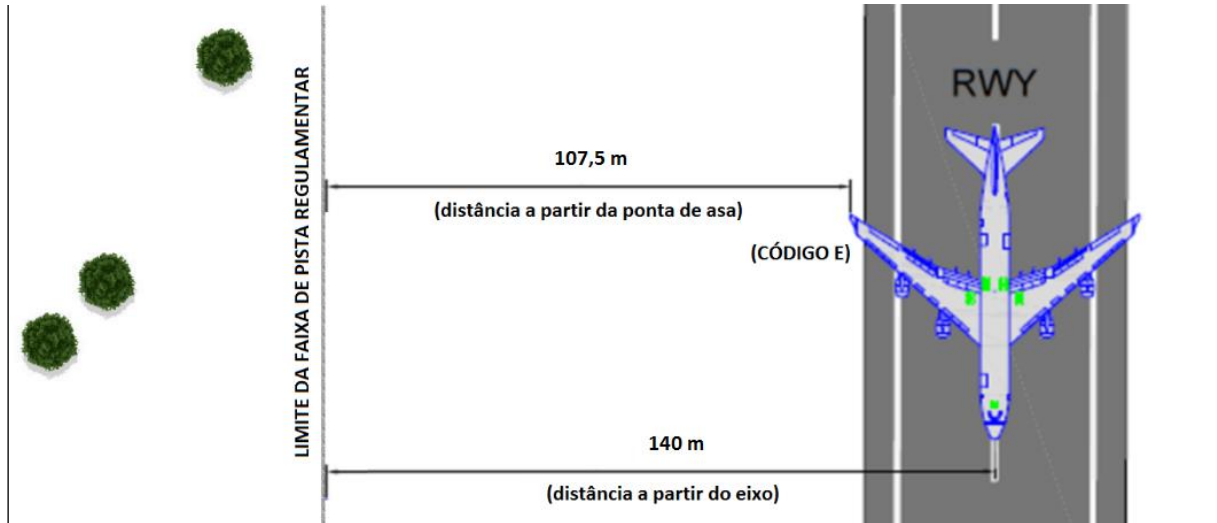 LIMITE DA FAIXA DE PISTA REGULAMENTAR
RWY
107,5 m
(distância a partir da ponta de asa)
(CÓDIGO E)
140 m
(distância a partir do eixo)